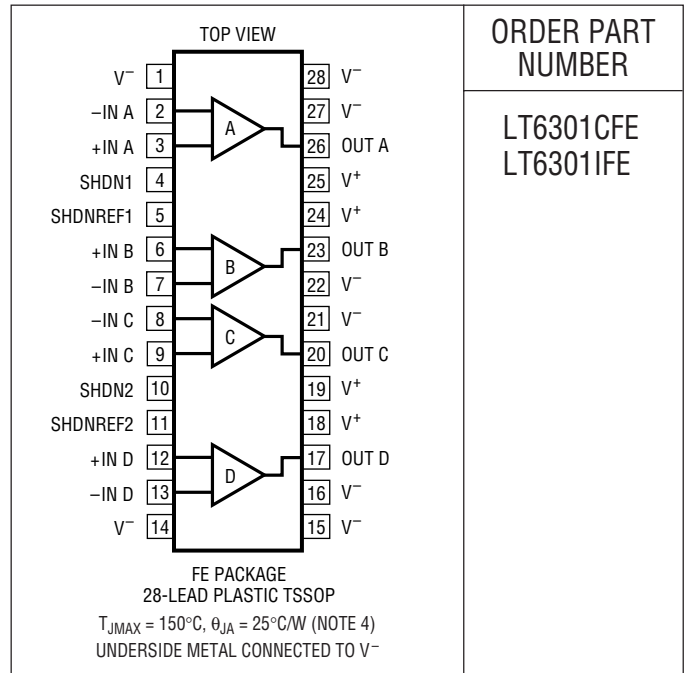 TOP VIEW
V– 1 28 V–
–IN A 2 27 V–
+IN A 3 A 26 OUT A
SHDN1 4 25 V+
SHDNREF1 5 24 V+
+IN B 6 B 23 OUT B
–IN B 7 22 V–
–IN C 8 21 V–
+IN C 9 C 20 OUT C
SHDN2 10 19 V+
SHDNREF2 11 18 V+
+IN D 12 D 17 OUT D
–IN D 13 16 V–
V– 14 15 V–
FE PACKAGE
28-LEAD PLASTIC TSSOP
TJMAX = 150°C, θJA = 25°C/W (NOTE 4)
UNDERSIDE METAL CONNECTED TO V–
ORDER PART
NUMBER
LT6301CFE
LT6301IFE